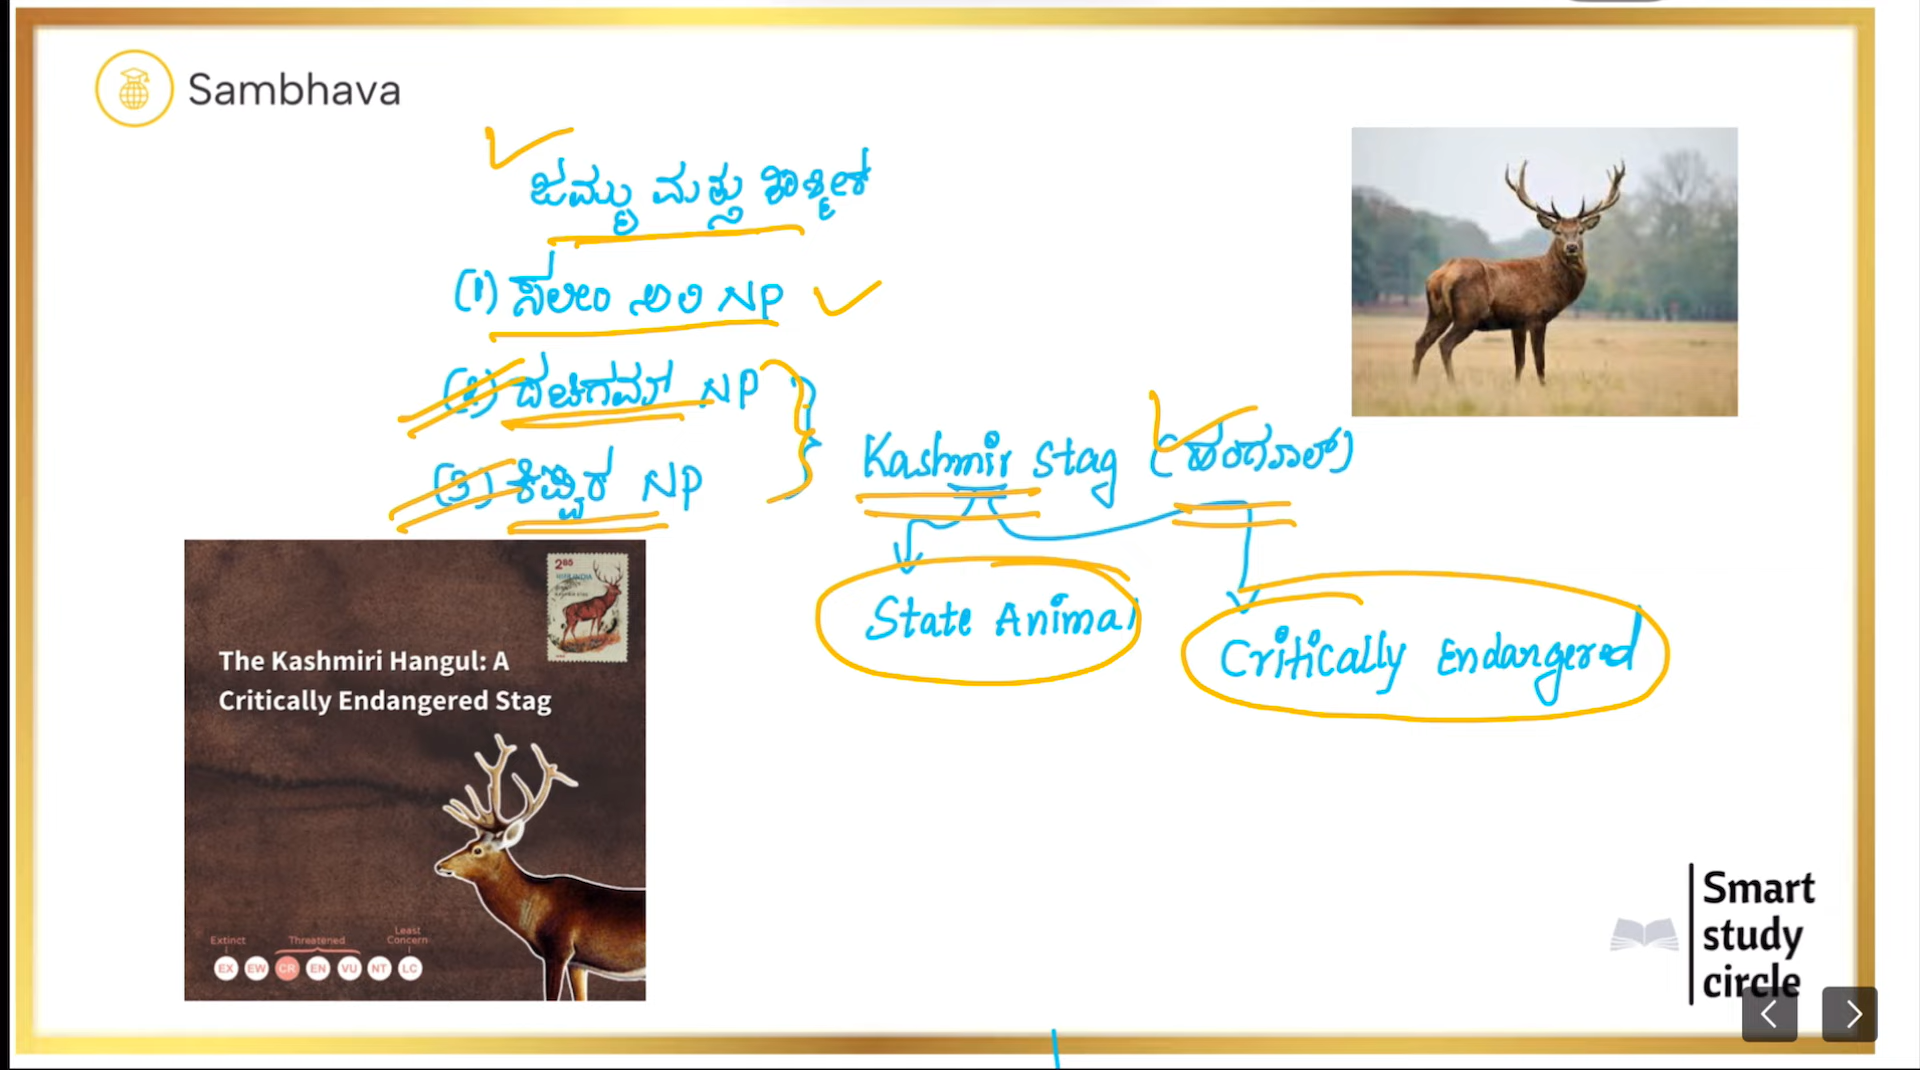 Sambhava
ಜಮ್ಮು ಮತ್ತು ಕಾಶ್ಮೀರ
(1) ಸಲೀಂ ಅಲಿ NP
(2) ದಚಿಗಮ್ NP
(3) ಕಿಷ್ತ್ವಾರ NP
Kashmir Stag (ಹಂಗೂಲ್)
State Animal
Critically Endangered
285
INDIA
The Kashmiri Hangul: A
Critically Endangered Stag
Extinct Threatened Least
Concern
EX EW CR EN VU NT LC
Smart
study
circle